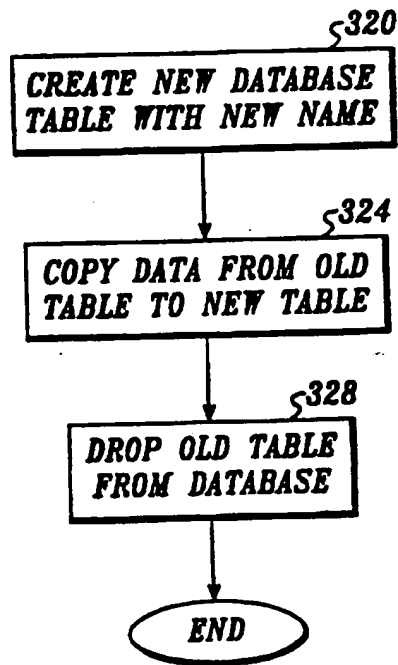 320
CREATE NEW DATABASE
TABLE WITH NEW NAME
324
COPY DATA FROM OLD
TABLE TO NEW TABLE
328
DROP OLD TABLE
FROM DATABASE
END